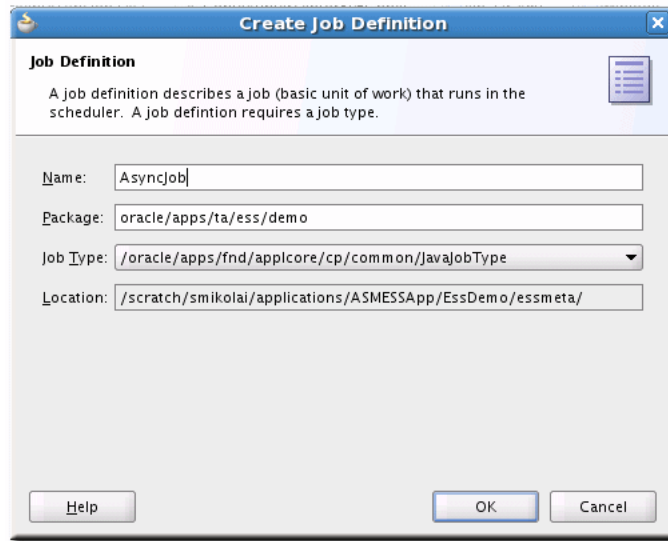 Create Job Definition
Job Definition
A job definition describes a job (basic unit of work) that runs in the
scheduler. A job defintion requires a job type.
Name: AsyncJob
Package: oracle/apps/ta/ess/demo
Job Type: /oracle/apps/fnd/applcore/cp/common/JavaJobType
Location: /scratch/smikolai/applications/ASMESSApp/EssDemo/essmeta/
Help OK Cancel